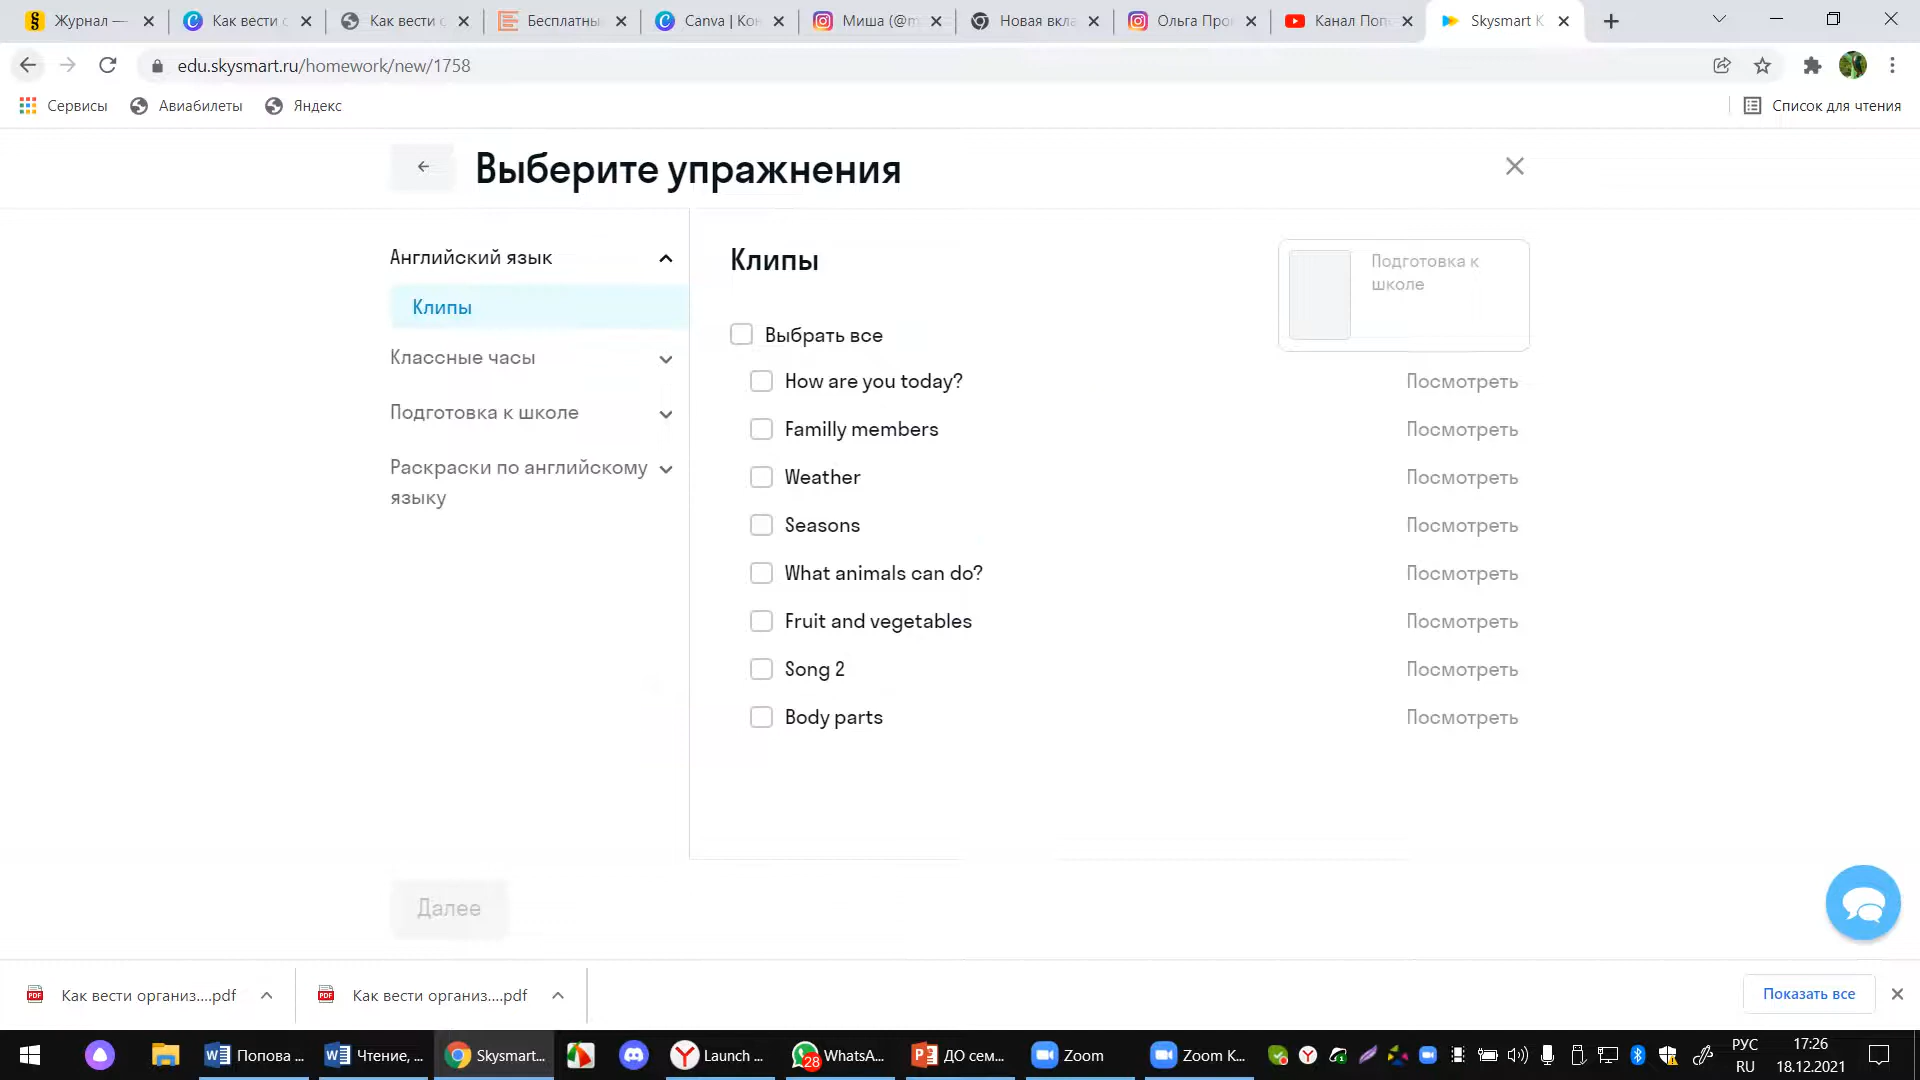 Журнал —
Как вести с
Как вести с
Бесплатны
Canva | Кон
Миша (@m
Новая вкла
Ольга Про
Канал Поп
Skysmart К
edu.skysmart.ru/homework/new/1758
Сервисы
Авиабилеты
Яндекс
Список для чтения
Выберите упражнения
Английский язык
Клипы
Классные часы
Подготовка к школе
Раскраски по английскому
языку
Клипы
Подготовка к
школе
Выбрать все
How are you today? Посмотреть
Familly members Посмотреть
Weather Посмотреть
Seasons Посмотреть
What animals can do? Посмотреть
Fruit and vegetables Посмотреть
Song 2 Посмотреть
Body parts Посмотреть
Далее
Как вести организ....pdf
Как вести организ....pdf
Показать все
Попова ...
Чтение, ...
Skysmart...
Launch ...
28
WhatsA...
ДО сем...
Zoom
Zoom K...
РУС
RU
17:26
18.12.2021